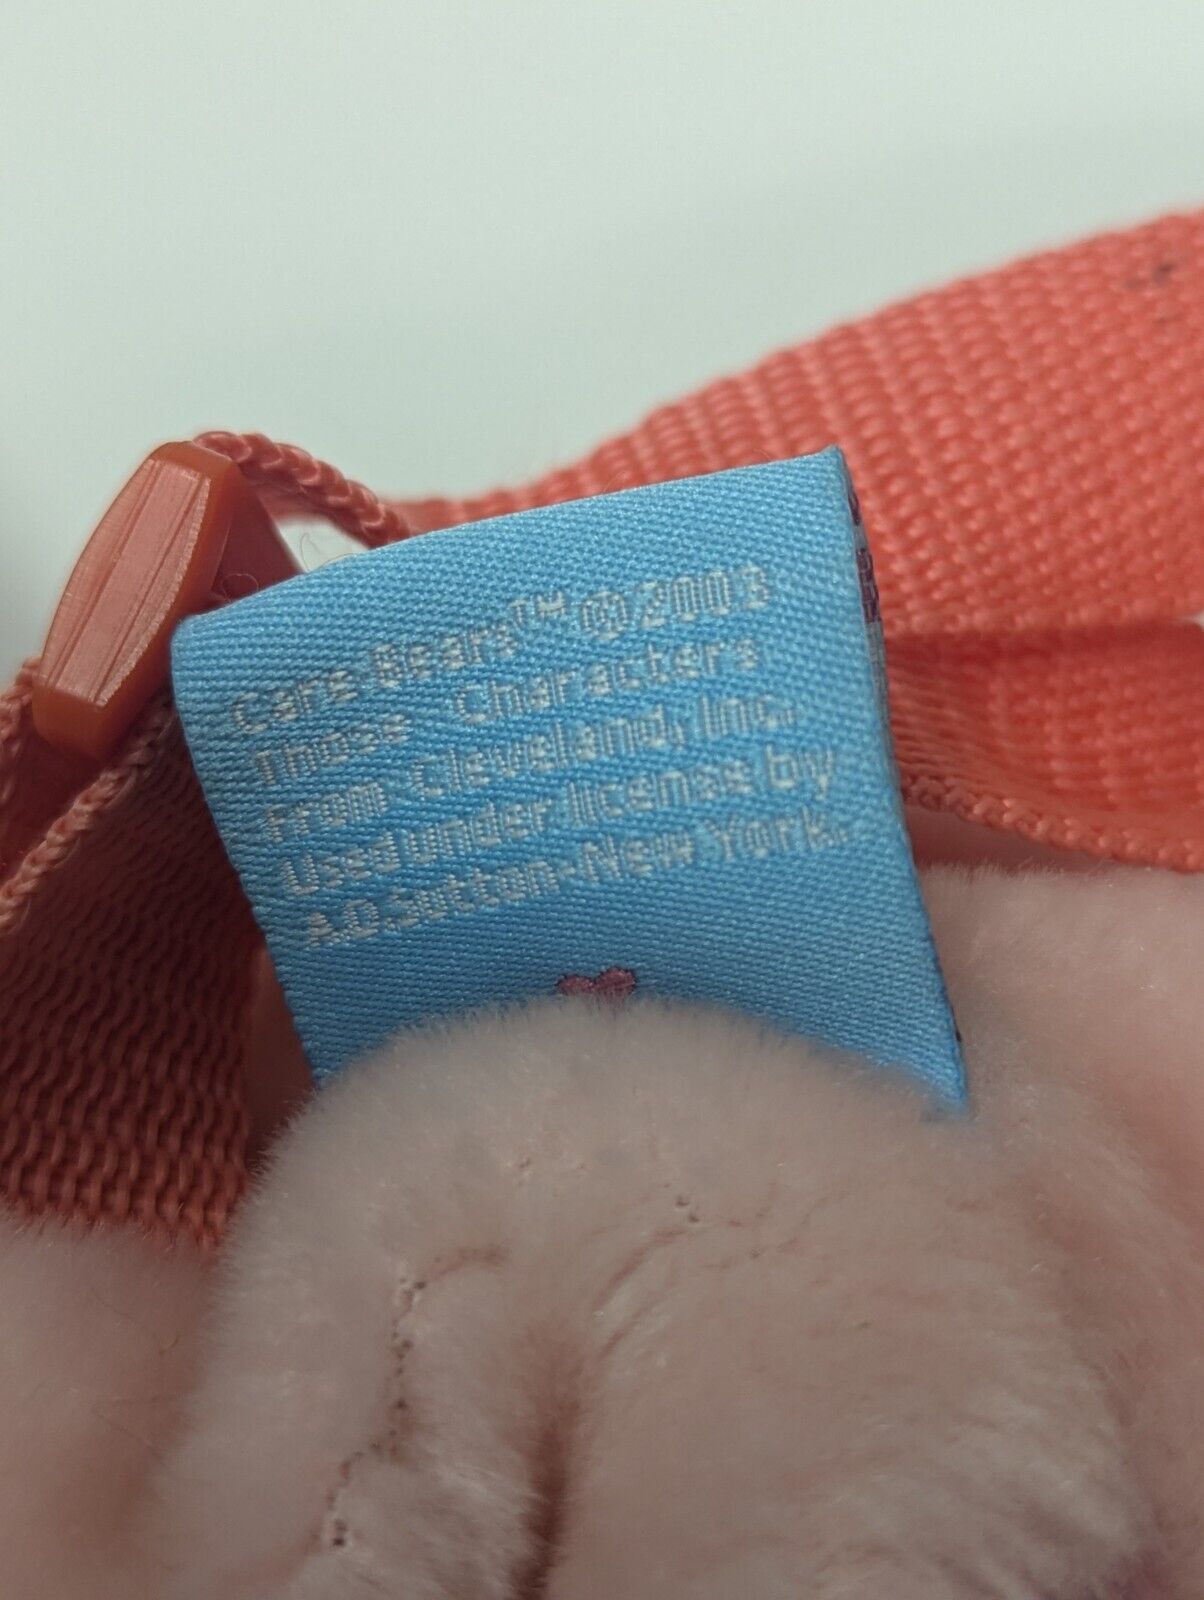 Care Bears™ ©2003
Those Characters
From Cleveland, Inc.
Used under license by
A.D.Sutton-New York.